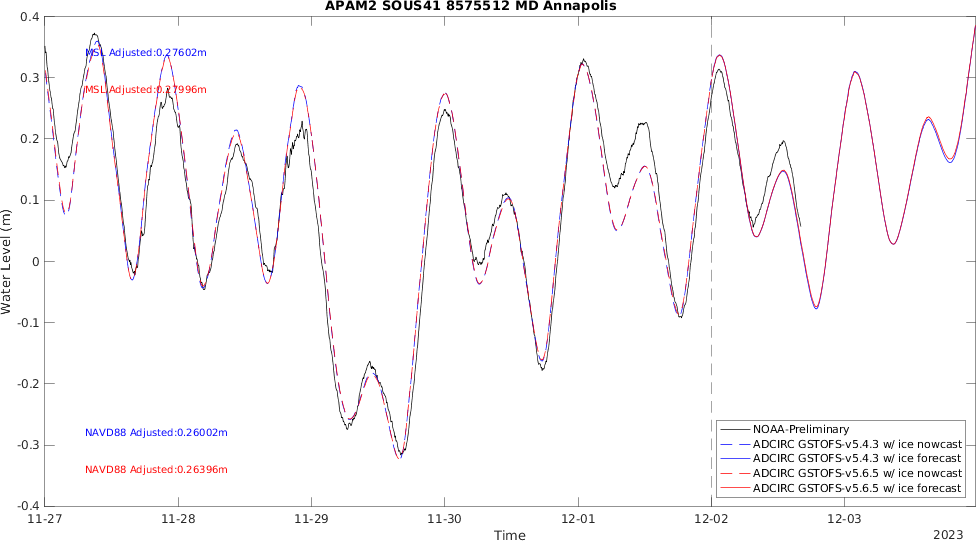 APAM2 SOUS41 8575512 MD Annapolis
0.4
0.3
0.2
0.1
0
-0.1
-0.2
-0.3
-0.4
Water Level (m)
MSL Adjusted:0.27602m
MSL Adjusted:0.27996m
NAVD88 Adjusted:0.26002m
NAVD88 Adjusted:0.26396m
NOAA-Preliminary
ADCIRC GSTOFS-v5.4.3 w/ ice nowcast
ADCIRC GSTOFS-v5.4.3 w/ ice forecast
ADCIRC GSTOFS-v5.6.5 w/ ice nowcast
ADCIRC GSTOFS-v5.6.5 w/ ice forecast
11-27 11-28 11-29 11-30 12-01 12-02 12-03
Time
2023